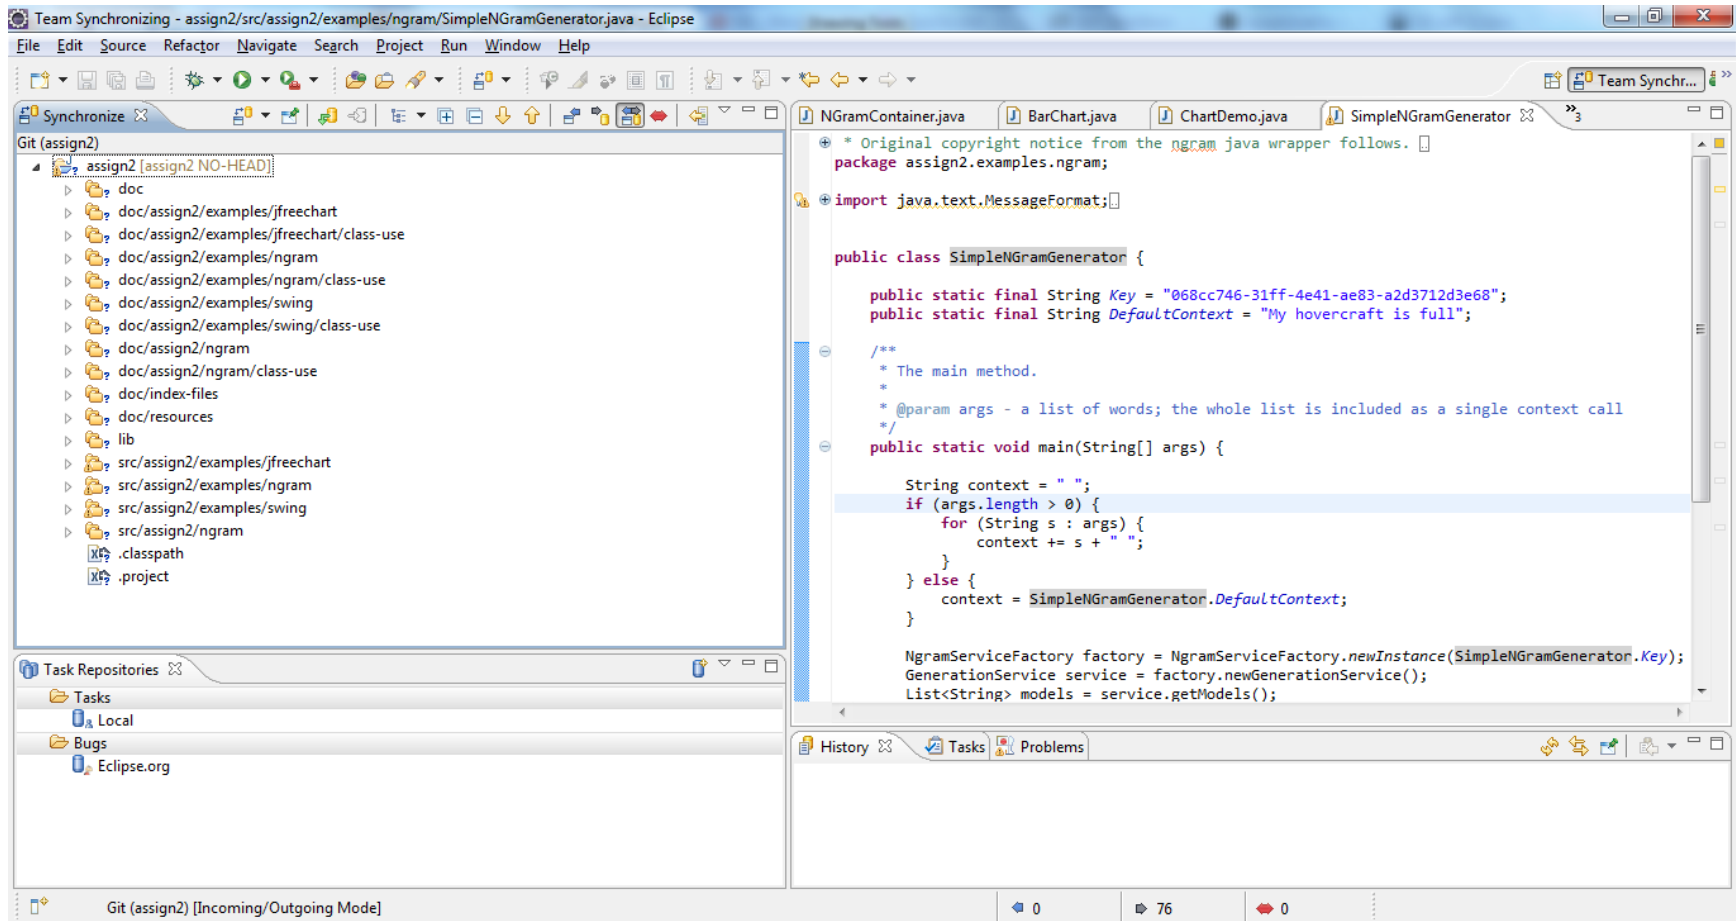 Team Synchronizing - assign2/src/assign2/examples/ngram/SimpleNGramGenerator.java - Eclipse
File Edit Source Refactor Navigate Search Project Run Window Help
Team Synchr...
Synchronize
Git (assign2)
assign2 [assign2 NO-HEAD]
doc
doc/assign2/examples/jfreechart
doc/assign2/examples/jfreechart/class-use
doc/assign2/examples/ngram
doc/assign2/examples/ngram/class-use
doc/assign2/examples/swing
doc/assign2/examples/swing/class-use
doc/assign2/ngram
doc/assign2/ngram/class-use
doc/index-files
doc/resources
lib
src/assign2/examples/jfreechart
src/assign2/examples/ngram
src/assign2/examples/swing
src/assign2/ngram
.classpath
.project
Task Repositories
Tasks
Local
Bugs
Eclipse.org
NGramContainer.java BarChart.java ChartDemo.java SimpleNGramGenerator »3
* Original copyright notice from the ngram java wrapper follows.
package assign2.examples.ngram;
import java.text.MessageFormat;
public class SimpleNGramGenerator {
public static final String Key = "068cc746-31ff-4e41-ae83-a2d3712d3e68";
public static final String DefaultContext = "My hovercraft is full";
/**
* The main method.
*
* @param args - a list of words; the whole list is included as a single context call
*/
public static void main(String[] args) {
String context = " ";
if (args.length > 0) {
for (String s : args) {
context += s + " ";
}
} else {
context = SimpleNGramGenerator.DefaultContext;
}
NgramServiceFactory factory = NgramServiceFactory.newInstance(SimpleNGramGenerator.Key);
GenerationService service = factory.newGenerationService();
List<String> models = service.getModels();
History Tasks Problems
Git (assign2) [Incoming/Outgoing Mode] 0 76 0